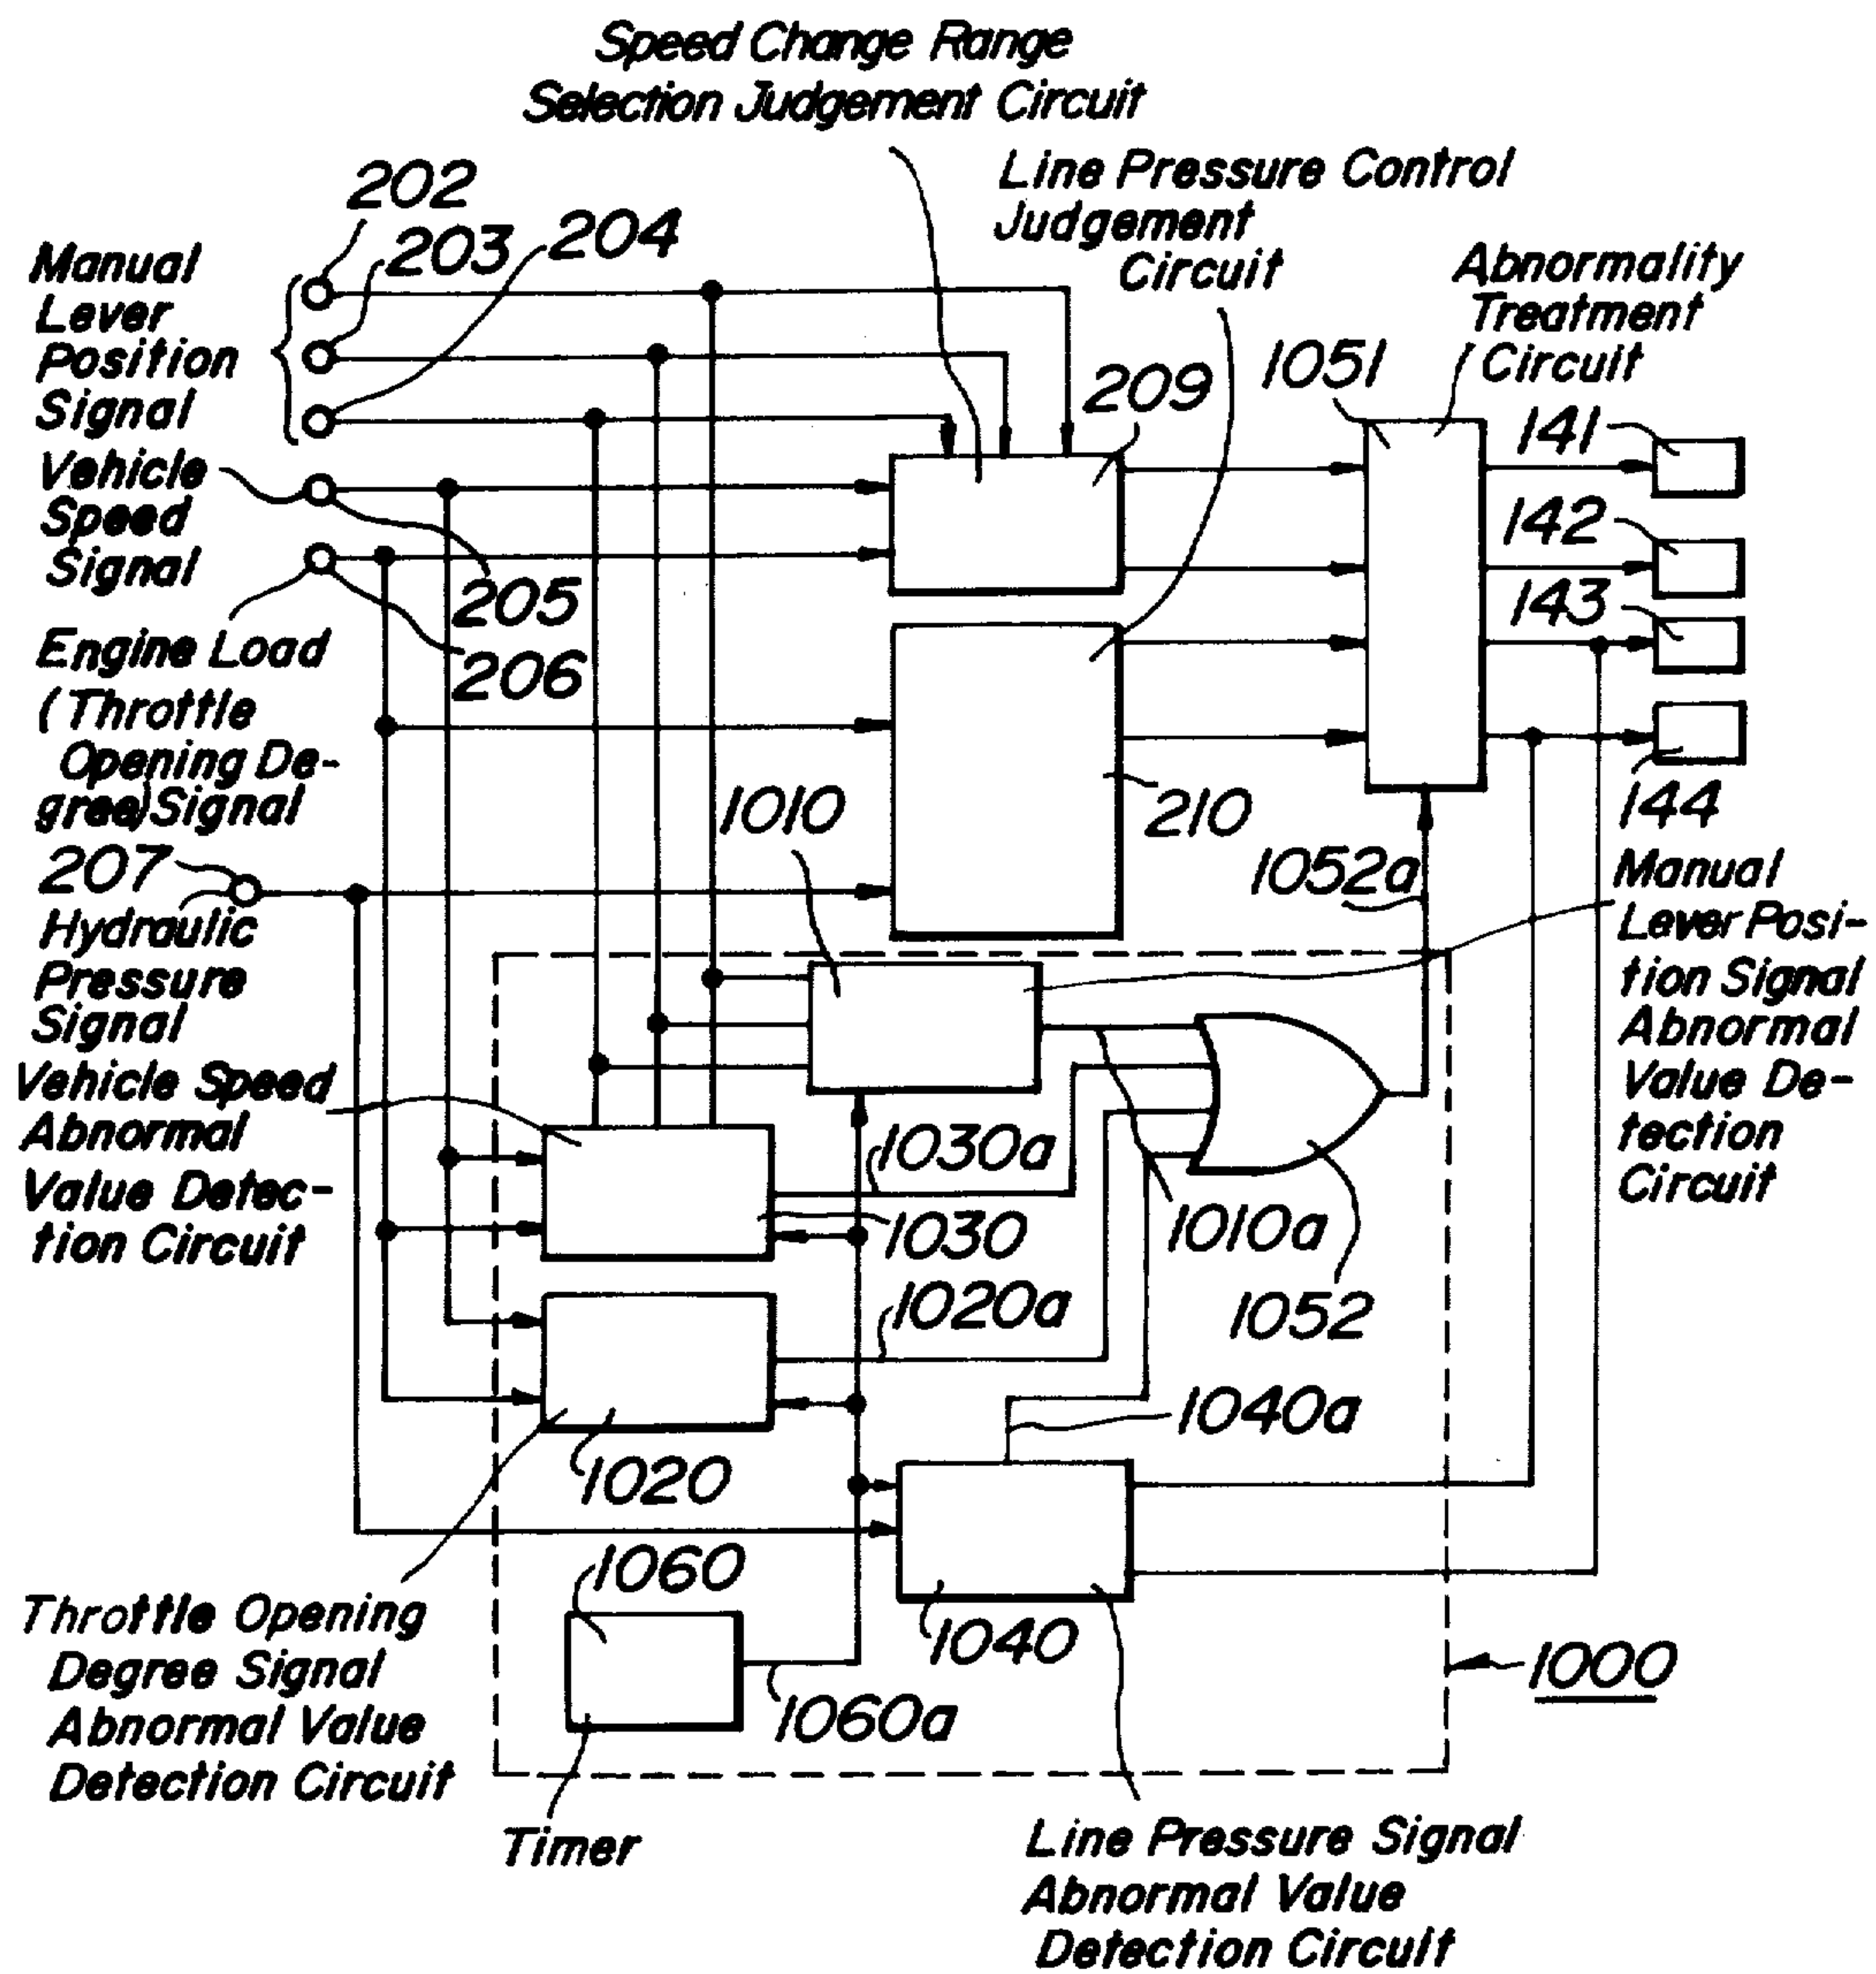 Speed Change Range
Selection Judgement Circuit
Line Pressure Control
Judgement
Circuit
202
203
204
Manual
Lever
Position
Signal
Abnormality
Treatment
Circuit
1051
209
141
Vehicle
Speed
Signal
142
143
205
206
Engine Load
(Throttle
Opening De-
gree)Signal
1010
210
144
207
1052a
Hydraulic
Pressure
Signal
Manual
Lever Posi-
tion Signal
Abnormal
Value De-
tection
Circuit
Vehicle Speed
Abnormal
Value Detec-
tion Circuit
1030a
1030
1010a
1052
1020a
1040a
1020
1060
1040
1000
1060a
Throttle Opening
Degree Signal
Abnormal Value
Detection Circuit
Timer
Line Pressure Signal
Abnormal Value
Detection Circuit